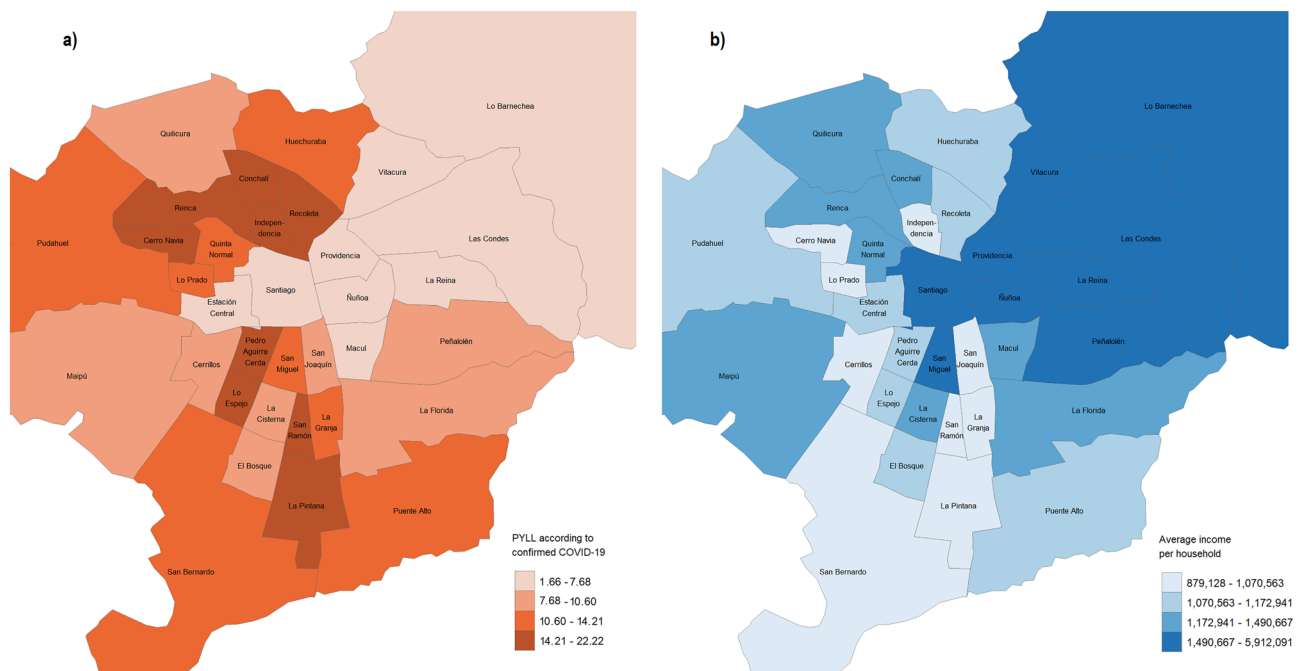 a)
Lo Barnechea
Quilicura
Huechuraba
Vitacura
Conchalí
Renca
Recoleta
Indepen-
dencia
Cerro Navia
Quinta
Normal
Pudahuel
Las Condes
Providencia
Lo Prado
La Reina
Santiago
Ñuñoa
Estación
Central
Pedro
Aguirre
Cerda
San
Miguel
San
Joaquín
Macul
Peñalolén
Cerrillos
Maipú
Lo
Espejo
La
Cisterna
San
Ramón
La
Granja
La Florida
El Bosque
La Pintana
Puente Alto
San Bernardo
PYLL according to
confirmed COVID-19
1.66 - 7.68
7.68 - 10.60
10.60 - 14.21
14.21 - 22.22
b)
Lo Barnechea
Quilicura
Huechuraba
Vitacura
Conchalí
Renca
Recoleta
Indepen-
dencia
Cerro Navia
Quinta
Normal
Pudahuel
Las Condes
Providencia
Lo Prado
La Reina
Santiago
Ñuñoa
Estación
Central
Pedro
Aguirre
Cerda
San
Miguel
San
Joaquín
Macul
Peñalolén
Cerrillos
Maipú
Lo
Espejo
La
Cisterna
San
Ramón
La
Granja
La Florida
El Bosque
La Pintana
Puente Alto
San Bernardo
Average income
per household
879,128 - 1,070,563
1,070,563 - 1,172,941
1,172,941 - 1,490,667
1,490,667 - 5,912,091